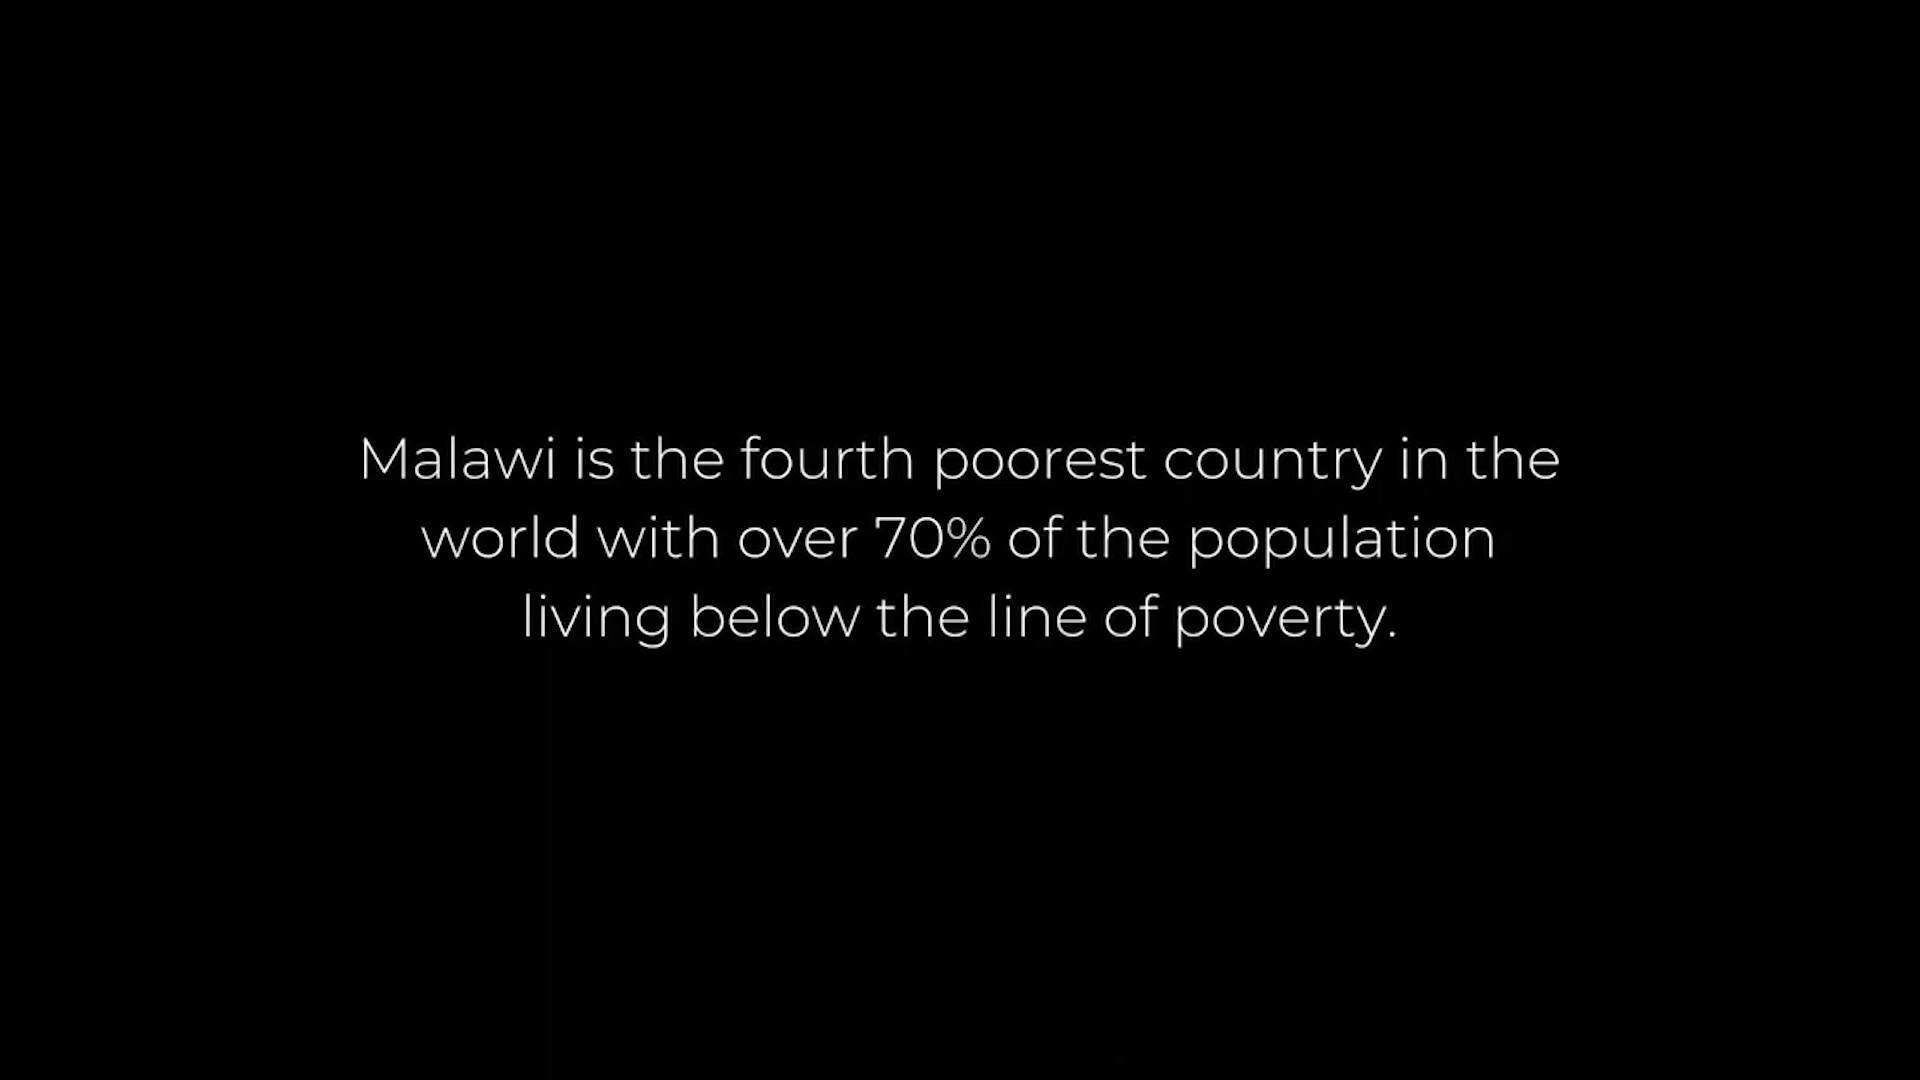 Malawi is the fourth poorest country in the
world with over 70% of the population
living below the line of poverty.